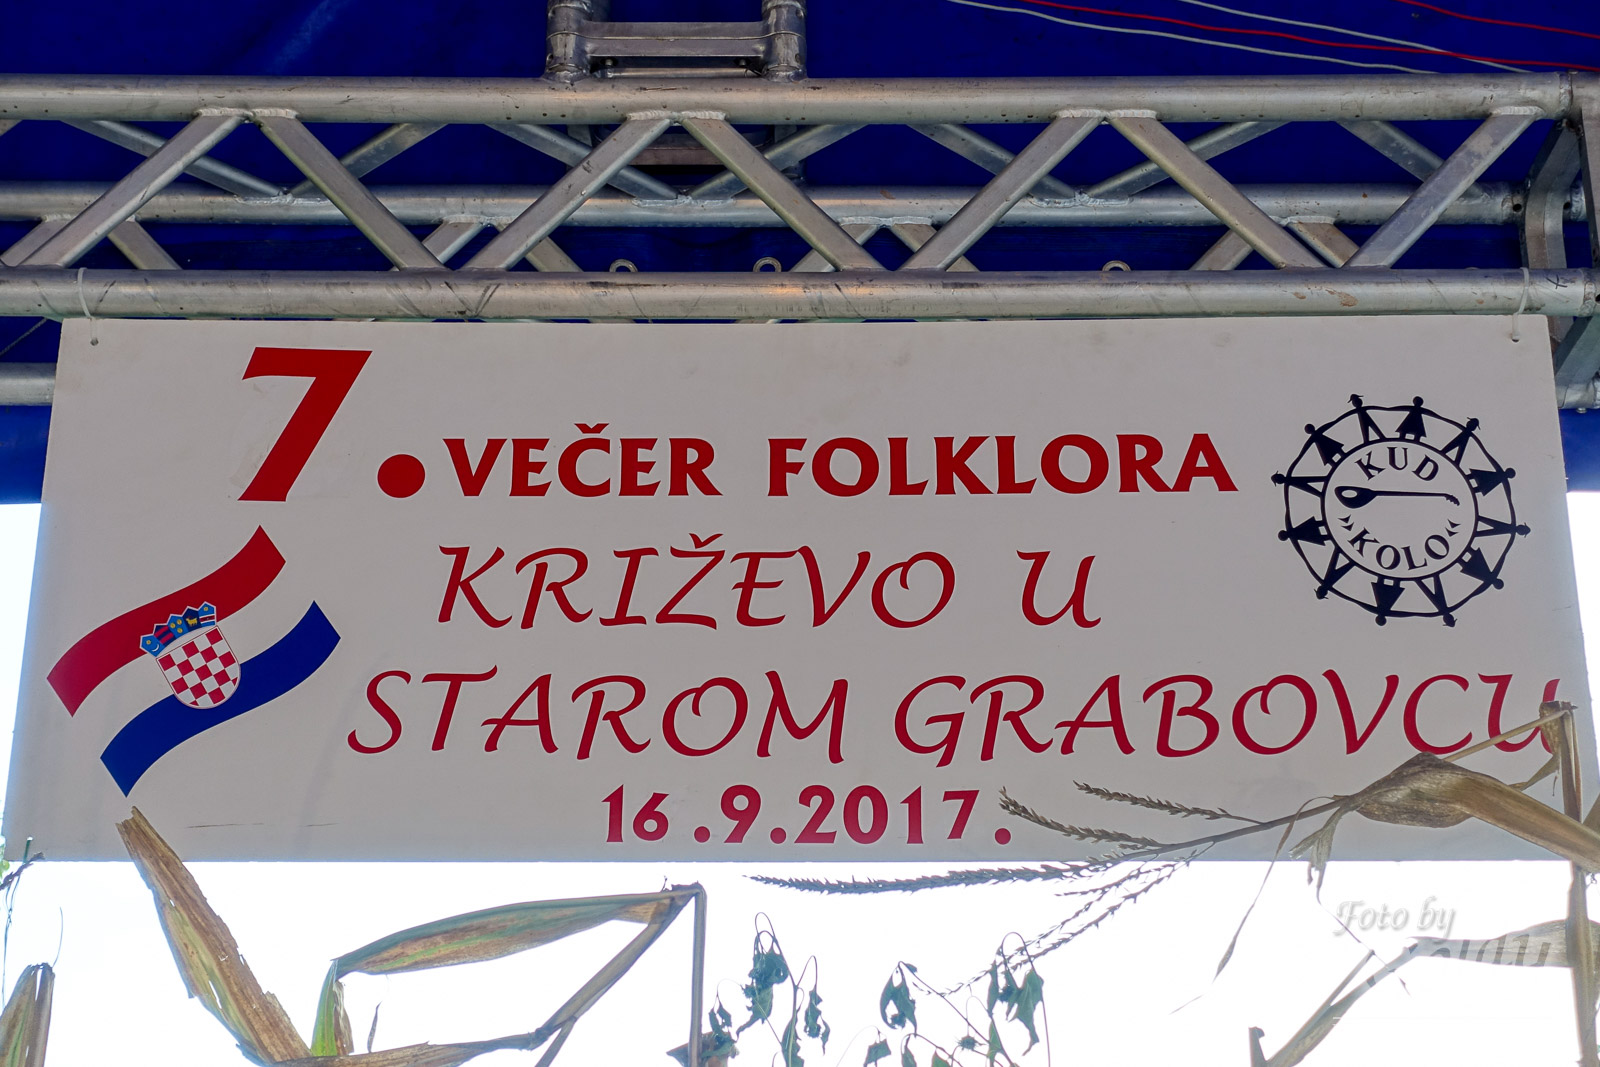 7. VEČER FOLKLORA
KRIŽEVO U
STAROM GRABOVCU
16.9.2017.
KUD
KOLO
Foto by